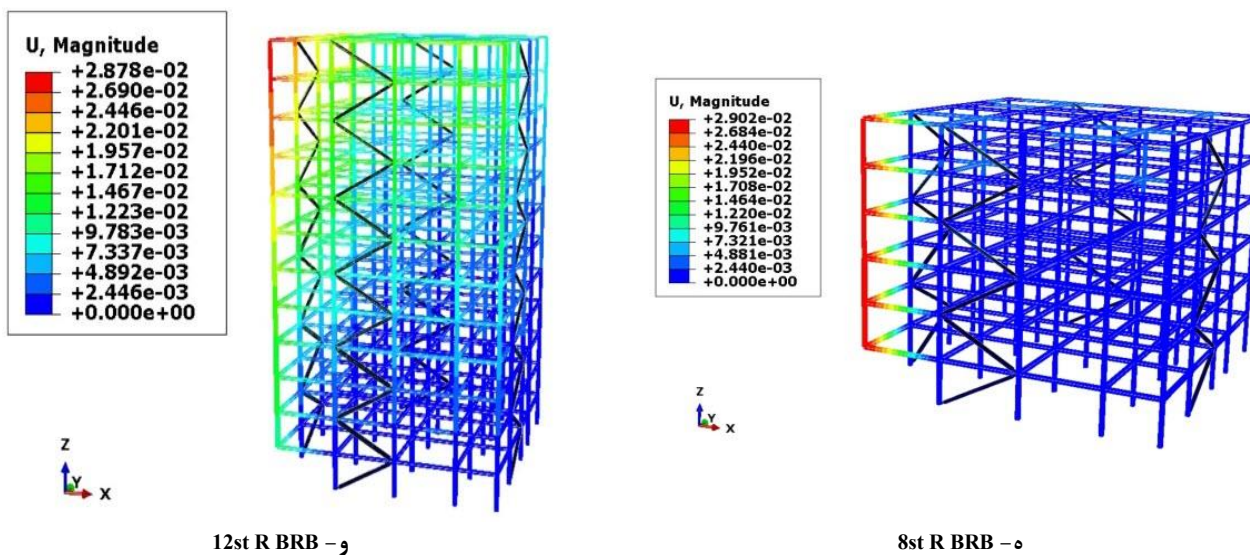 U, Magnitude
+2.878e-02
+2.690e-02
+2.446e-02
+2.201e-02
+1.957e-02
+1.712e-02
+1.467e-02
+1.223e-02
+9.783e-03
+7.337e-03
+4.892e-03
+2.446e-03
+0.000e+00
Z
Y
X
و – 12st R BRB
U, Magnitude
+2.902e-02
+2.684e-02
+2.440e-02
+2.196e-02
+1.952e-02
+1.708e-02
+1.464e-02
+1.220e-02
+9.761e-03
+7.321e-03
+4.881e-03
+2.440e-03
+0.000e+00
Z
Y
X
ه – 8st R BRB